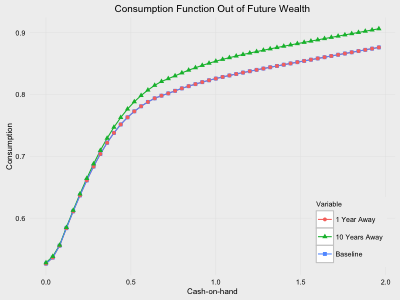 Consumption Function Out of Future Wealth
0.9
0.8
0.7
0.6
Consumption
0.0 0.5 1.0 1.5 2.0
Cash-on-hand
Variable
1 Year Away
10 Years Away
Baseline